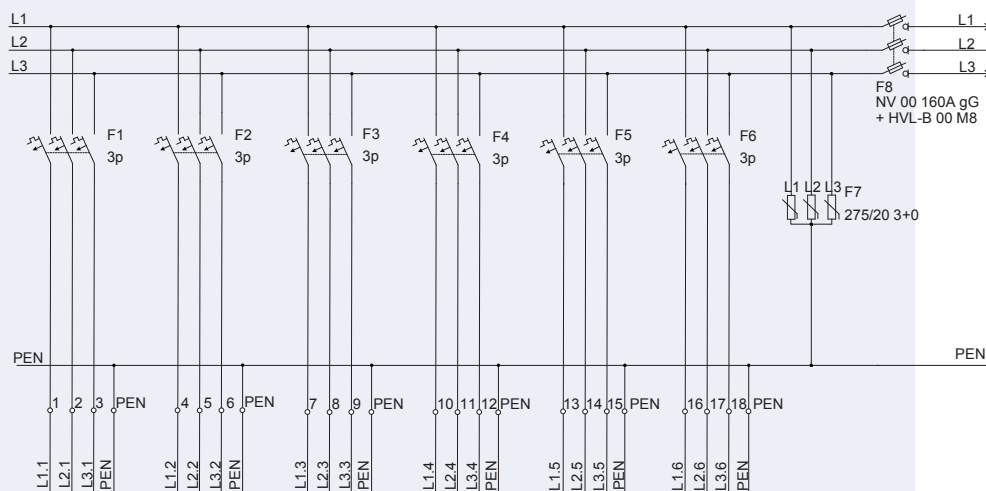 L1
L1
L2
L2
L3
L3
F8
NV 00 160A gG
+ HVL-B 00 M8
F1
3p
F2
3p
F3
3p
F4
3p
F5
3p
F6
3p
L1 L2 L3 F7
275/20 3+0
PEN
PEN
1 2 3 PEN
4 5 6 PEN
7 8 9 PEN
10 11 12 PEN
13 14 15 PEN
16 17 18 PEN
L1.1 L2.1 L3.1 PEN
L1.2 L2.2 L3.2 PEN
L1.3 L2.3 L3.3 PEN
L1.4 L2.4 L3.4 PEN
L1.5 L2.5 L3.5 PEN
L1.6 L2.6 L3.6 PEN